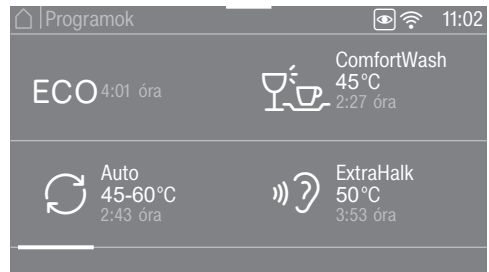 Programok 11:02
ECO 4:01 óra
ComfortWash
45°C
2:27 óra
Auto
45-60°C
2:43 óra
ExtraHalk
50°C
3:53 óra